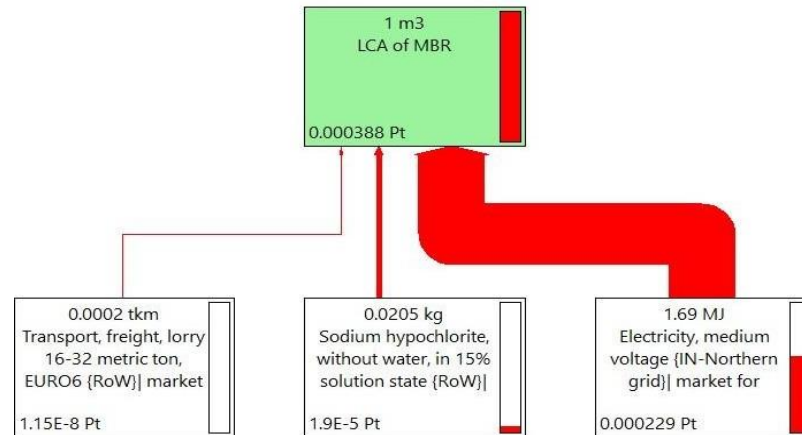 1 m3
LCA of MBR
0.000388 Pt
0.0002 tkm
Transport, freight, lorry
16-32 metric ton,
EURO6 {RoW}| market
1.15E-8 Pt
0.0205 kg
Sodium hypochlorite,
without water, in 15%
solution state {RoW}|
1.9E-5 Pt
1.69 MJ
Electricity, medium
voltage {IN-Northern
grid}| market for
0.000229 Pt